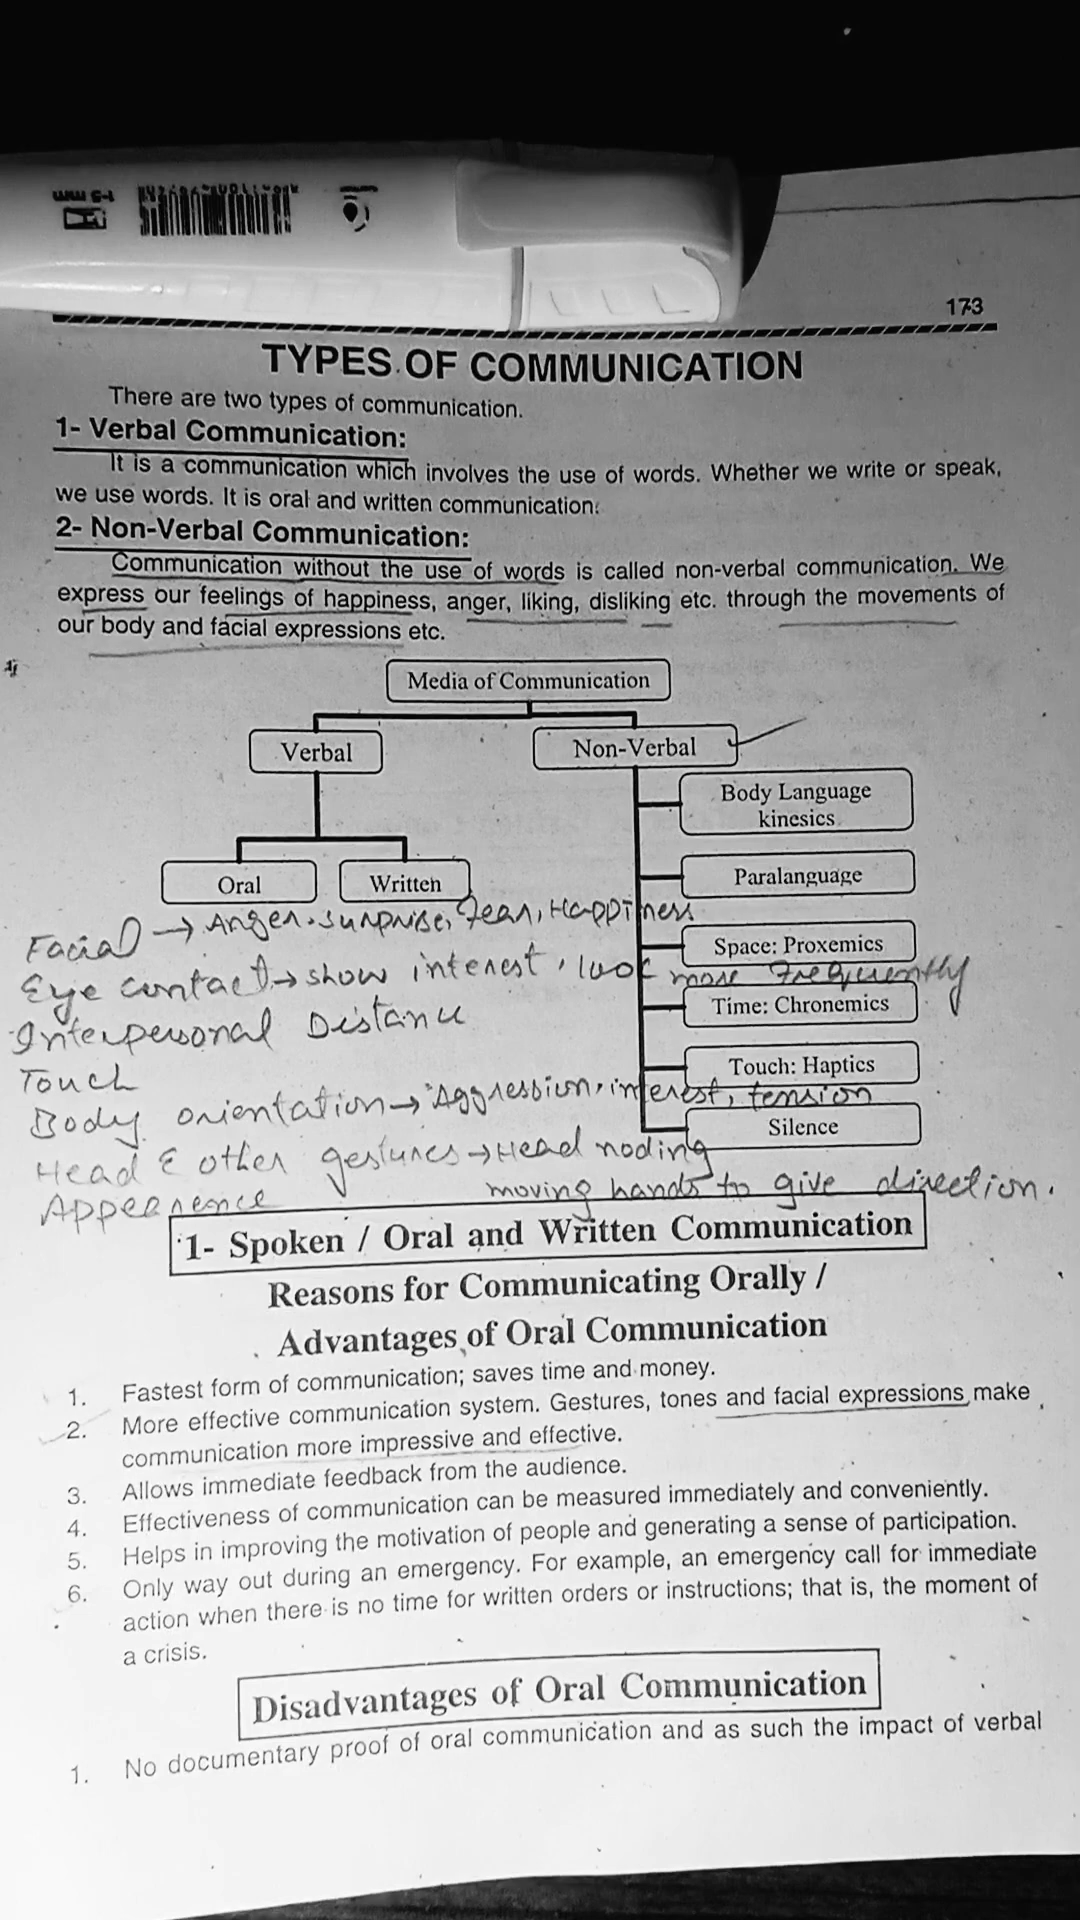 1-5 mm
173
TYPES OF COMMUNICATION
There are two types of communication.
1- Verbal Communication:
It is a communication which involves the use of words. Whether we write or speak,
we use words. It is oral and written communication.
2- Non-Verbal Communication:
Communication without the use of words is called non-verbal communication. We
express our feelings of happiness, anger, liking, disliking etc. through the movements of
our body and facial expressions etc.
Media of Communication
Verbal
Non-Verbal
Body Language
kinesics
Oral
Written
Paralanguage
Facial → Anger, surprise, Fear, Happiness
Space: Proxemics
Eye contact → show interest, look more frequently
Time: Chronemics
Interpersonal Distance
Touch
Touch: Haptics
Body orientation → Aggression, interest, tension
Silence
Head & other gestures → Head noding
moving hands to give direction.
Appeerence
1- Spoken / Oral and Written Communication
Reasons for Communicating Orally /
Advantages of Oral Communication
1. Fastest form of communication; saves time and money.
2. More effective communication system. Gestures, tones and facial expressions make
communication more impressive and effective.
3. Allows immediate feedback from the audience.
4. Effectiveness of communication can be measured immediately and conveniently.
5. Helps in improving the motivation of people and generating a sense of participation.
6. Only way out during an emergency. For example, an emergency call for immediate
action when there is no time for written orders or instructions; that is, the moment of
a crisis.
Disadvantages of Oral Communication
1. No documentary proof of oral communication and as such the impact of verbal